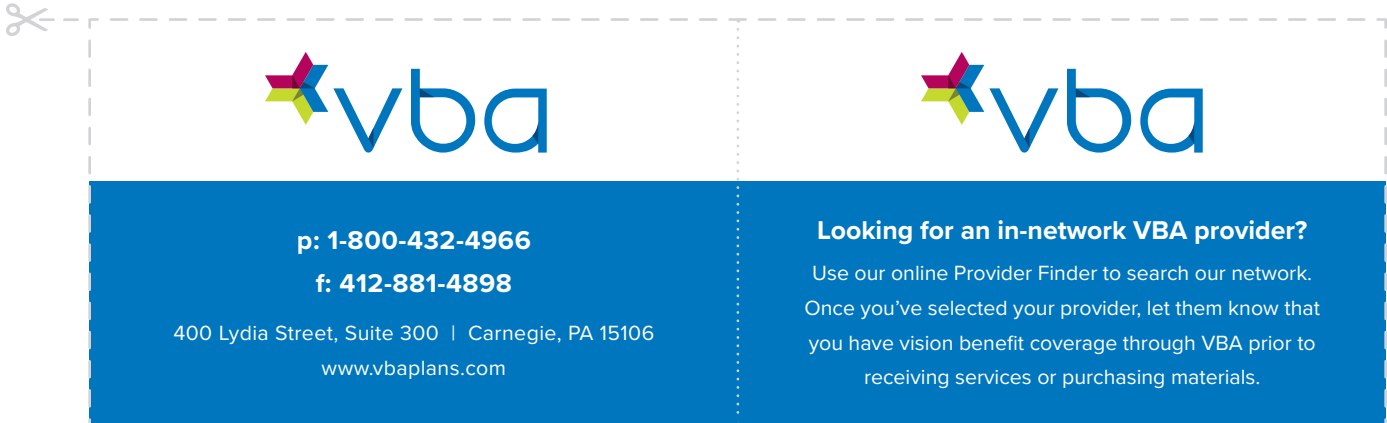 vba
p: 1-800-432-4966
f: 412-881-4898
400 Lydia Street, Suite 300 | Carnegie, PA 15106
www.vbaplans.com
vba
Looking for an in-network VBA provider?
Use our online Provider Finder to search our network.
Once you’ve selected your provider, let them know that
you have vision benefit coverage through VBA prior to
receiving services or purchasing materials.